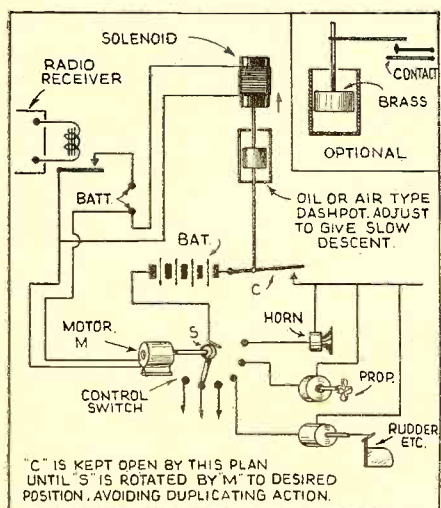 SOLENOID
RADIO
RECEIVER
CONTACT
BRASS
OPTIONAL
BATT.
OIL OR AIR TYPE
DASHPOT. ADJUST
TO GIVE SLOW
DESCENT.
BAT.
C
MOTOR,
M
S
HORN
CONTROL
SWITCH
PROP.
RUDDER
ETC.
"C" IS KEPT OPEN BY THIS PLAN
UNTIL "S" IS ROTATED BY "M" TO DESIRED
POSITION, AVOIDING DUPLICATING ACTION.